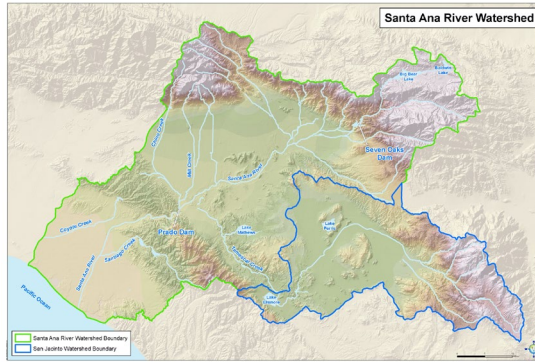 Santa Ana River Watershed
Big Bear
Lake
Baldwin
Lake
Seven Oaks
Dam
Chino Creek
Mill Creek
Santa Ana River
Prado Dam
Lake
Mathews
Temescal Creek
Lake
Perris
Lake
Elsinore
Coyote Creek
Santa Ana River
Santiago Creek
Pacific Ocean
Santa Ana River Watershed Boundary
San Jacinto Watershed Boundary